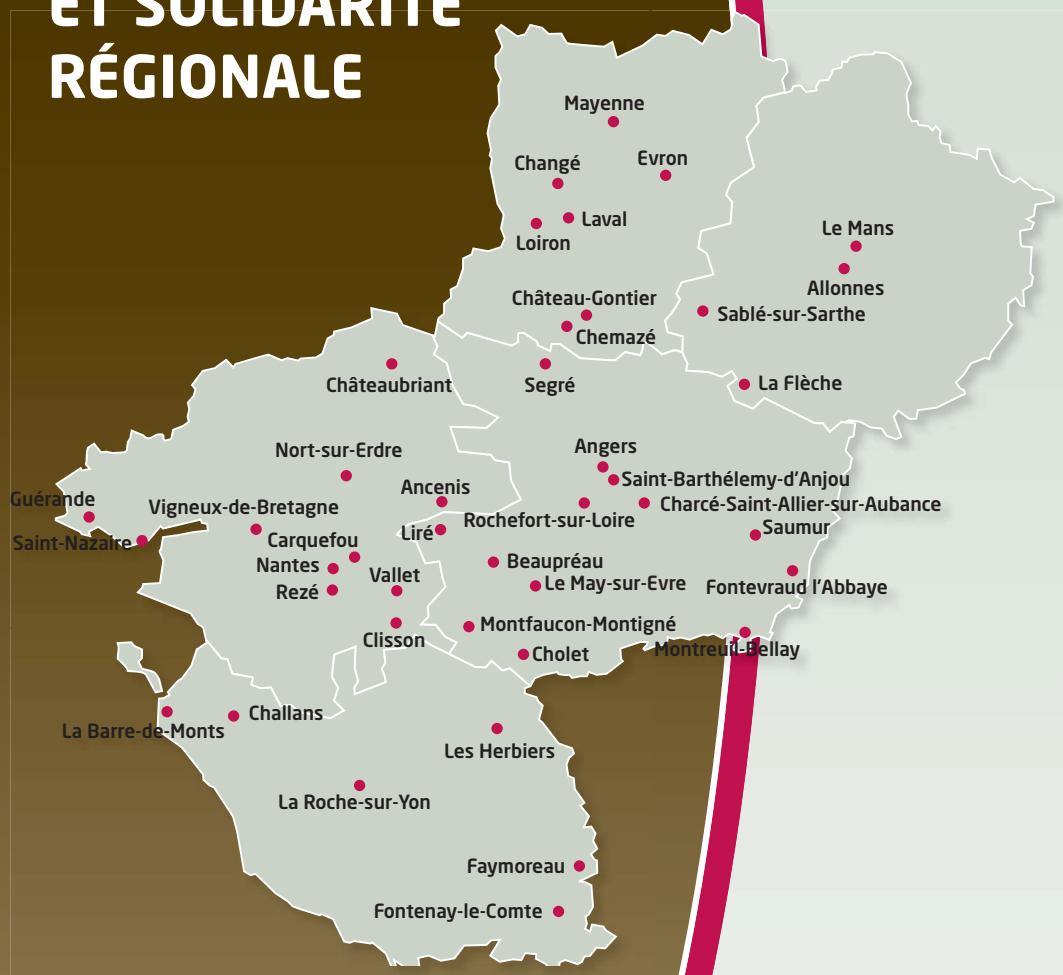 ET SOLIDARITÉ
RÉGIONALE
Mayenne
Changé
Evron
Laval
Loiron
Le Mans
Allonnes
Château-Gontier
Sablé-sur-Sarthe
Chemazé
Châteaubriant
Segré
La Flèche
Nort-sur-Erdre
Angers
Saint-Barthélemy-d'Anjou
Ancenis
Guérande
Vigneux-de-Bretagne
Charcé-Saint-Allier-sur-Aubance
Rochefort-sur-Loire
Saumur
Liré
Saint-Nazaire
Carquefou
Nantes
Beaupréau
Vallet
Le May-sur-Evre
Fontevraud l'Abbaye
Rezé
Montfaucon-Montigné
Clisson
Montreuil-Bellay
Cholet
Challans
La Barre-de-Monts
Les Herbiers
La Roche-sur-Yon
Faymoreau
Fontenay-le-Comte